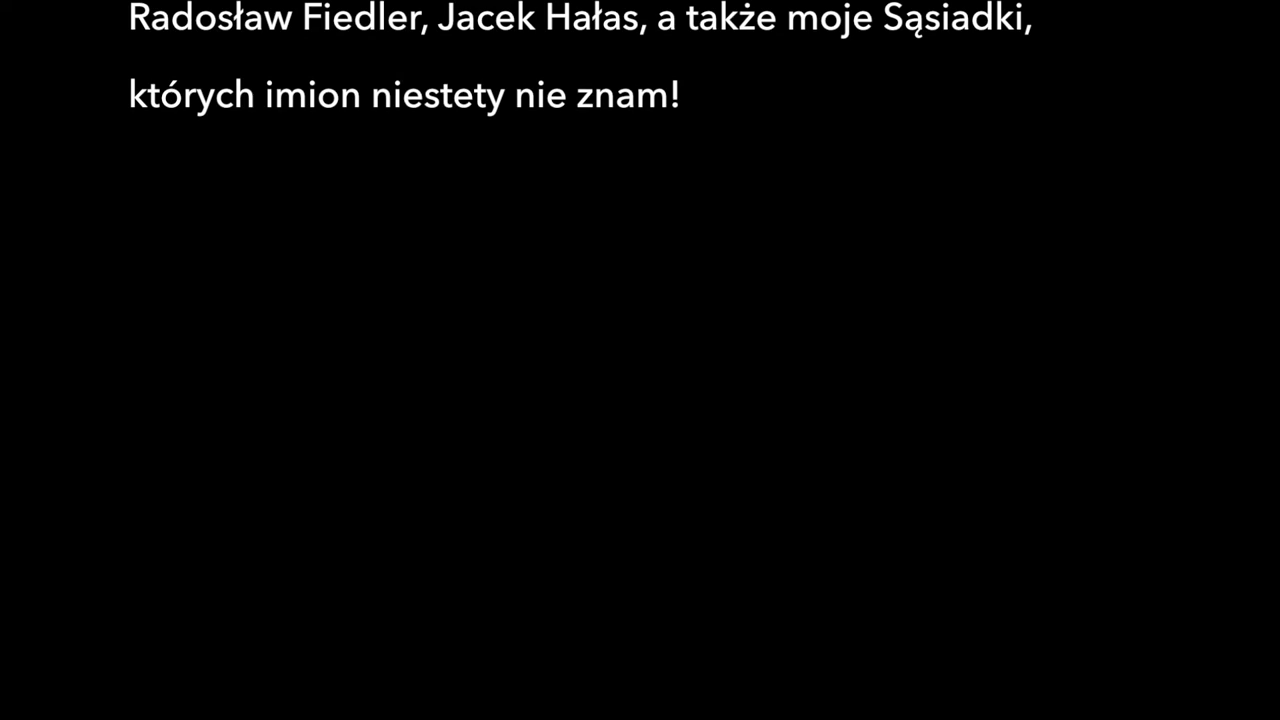 Radosław Fiedler, Jacek Hałas, a także moje Sąsiadki,
których imion niestety nie znam!